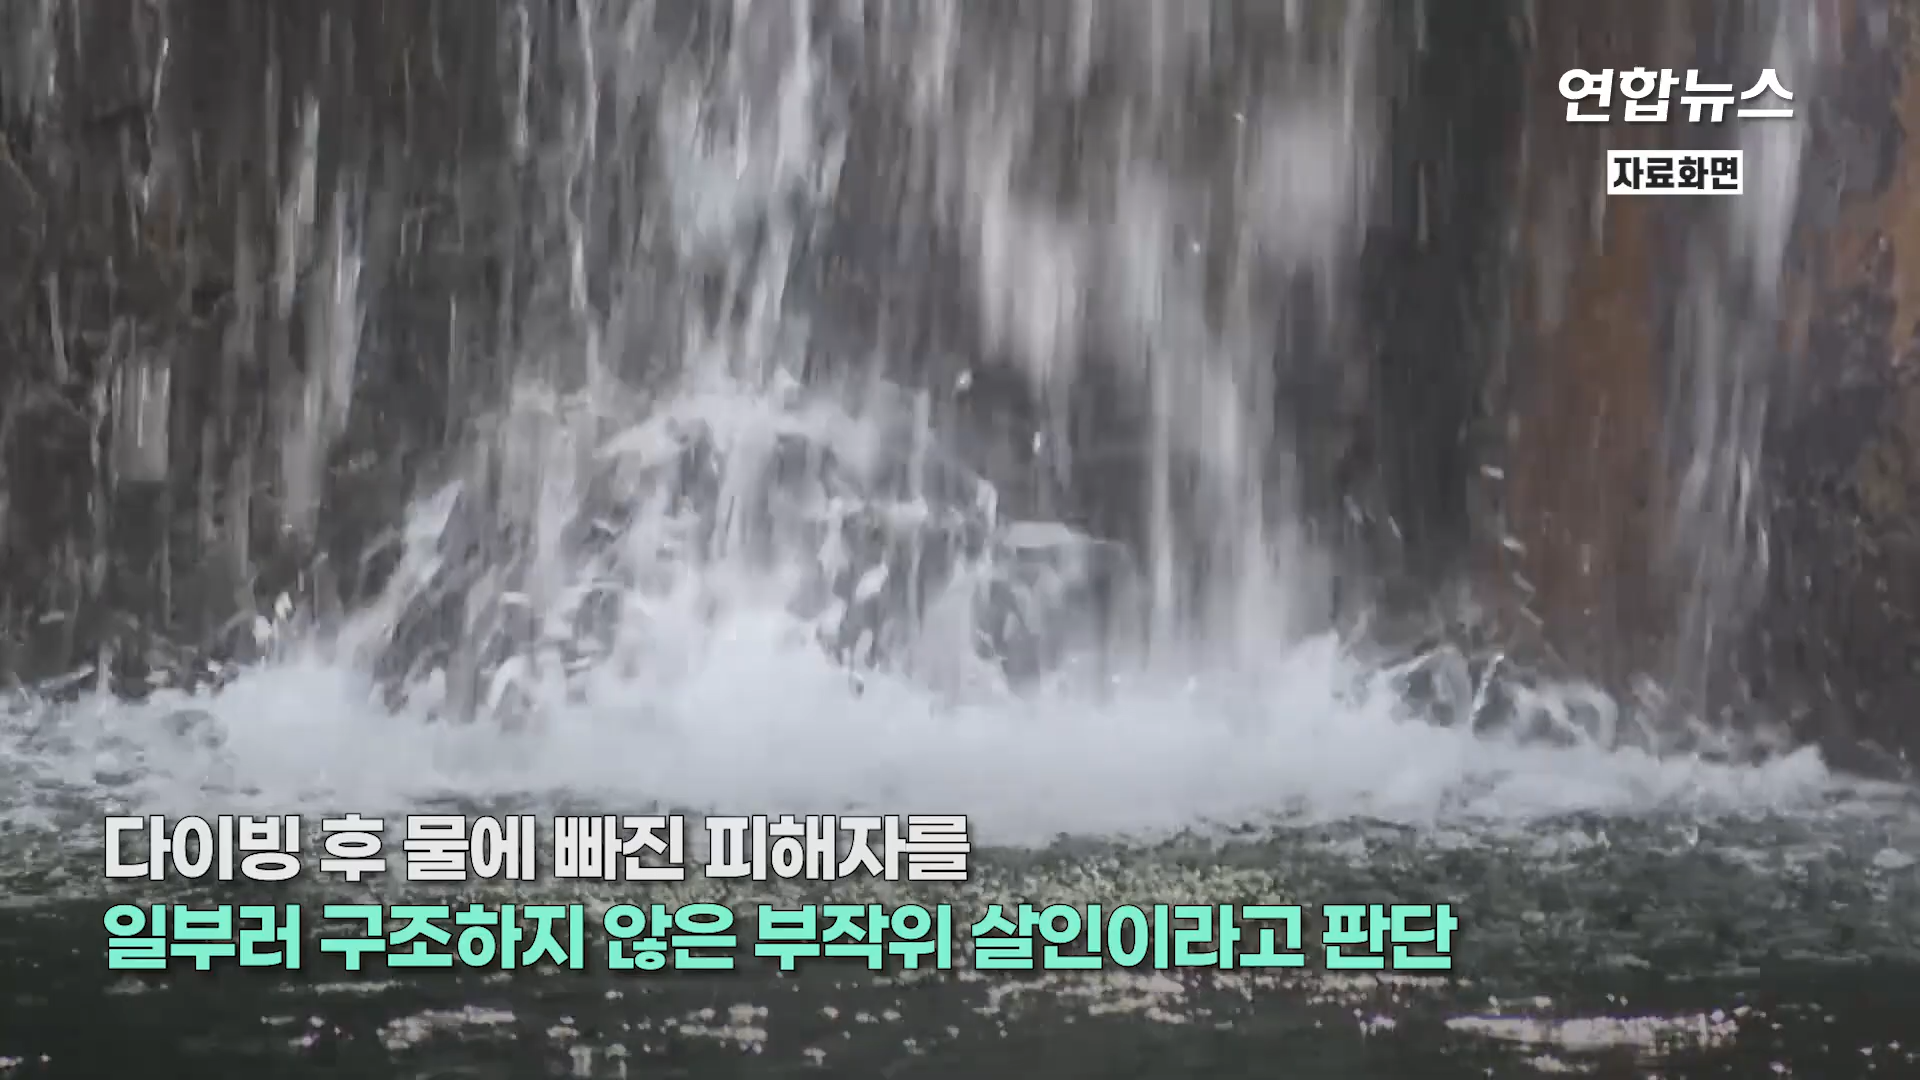 연합뉴스
자료화면
다이빙 후 물에 빠진 피해자를
일부러 구조하지 않은 부작위 살인이라고 판단